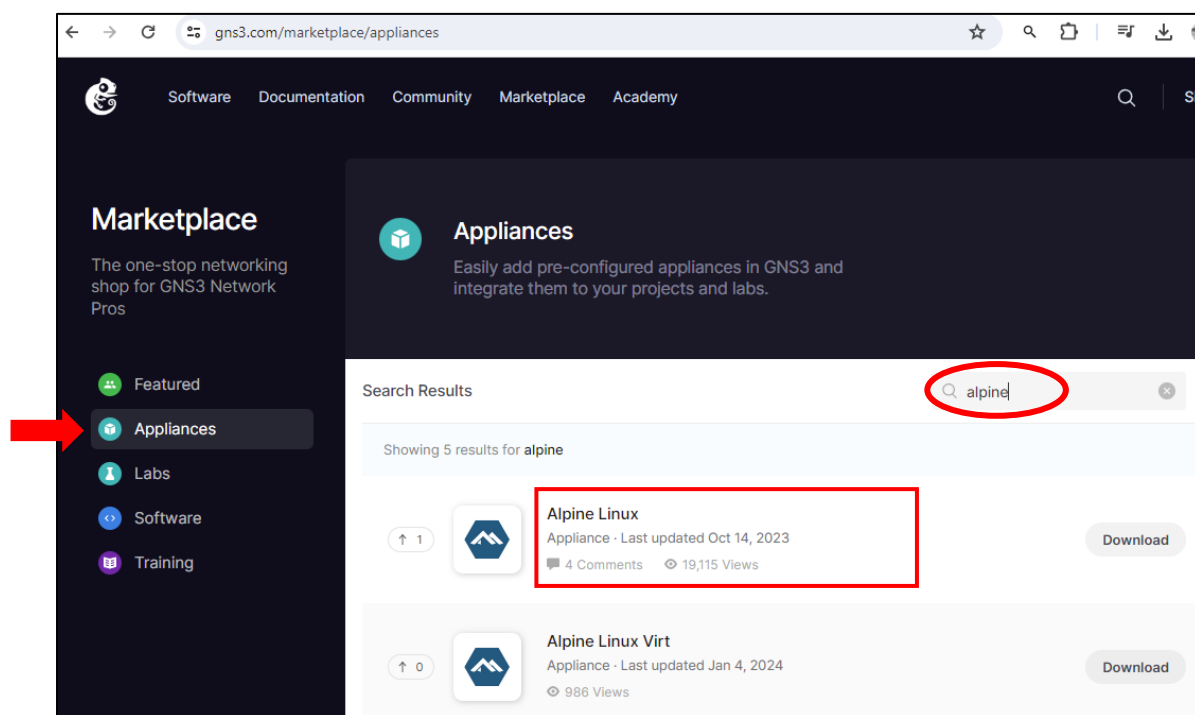 gns3.com/marketplace/appliances
Software Documentation Community Marketplace Academy
Marketplace
The one-stop networking
shop for GNS3 Network
Pros
Appliances
Easily add pre-configured appliances in GNS3 and
integrate them to your projects and labs.
Featured
Appliances
Labs
Software
Training
Search Results
alpine
Showing 5 results for alpine
1
Alpine Linux
Appliance · Last updated Oct 14, 2023
4 Comments 19,115 Views
Download
0
Alpine Linux Virt
Appliance · Last updated Jan 4, 2024
986 Views
Download